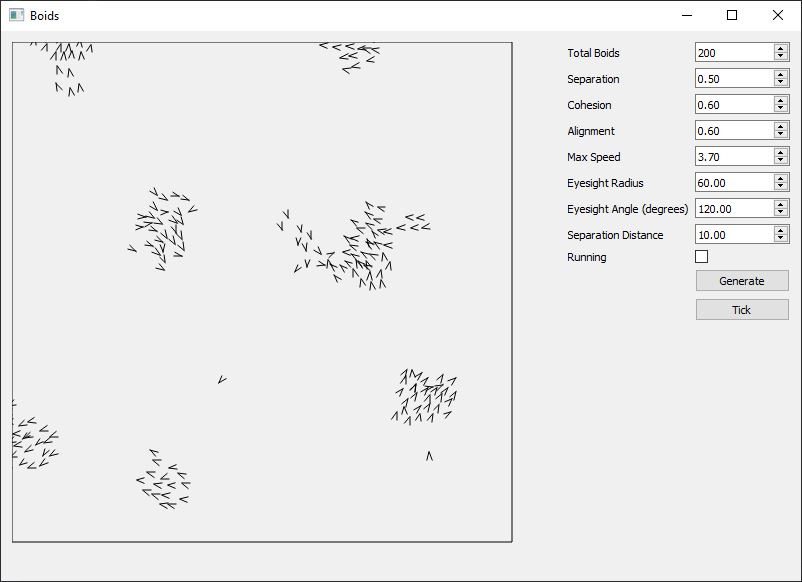 Boids
Total Boids 200
Separation 0.50
Cohesion 0.60
Alignment 0.60
Max Speed 3.70
Eyesight Radius 60.00
Eyesight Angle (degrees) 120.00
Separation Distance 10.00
Running
Generate
Tick